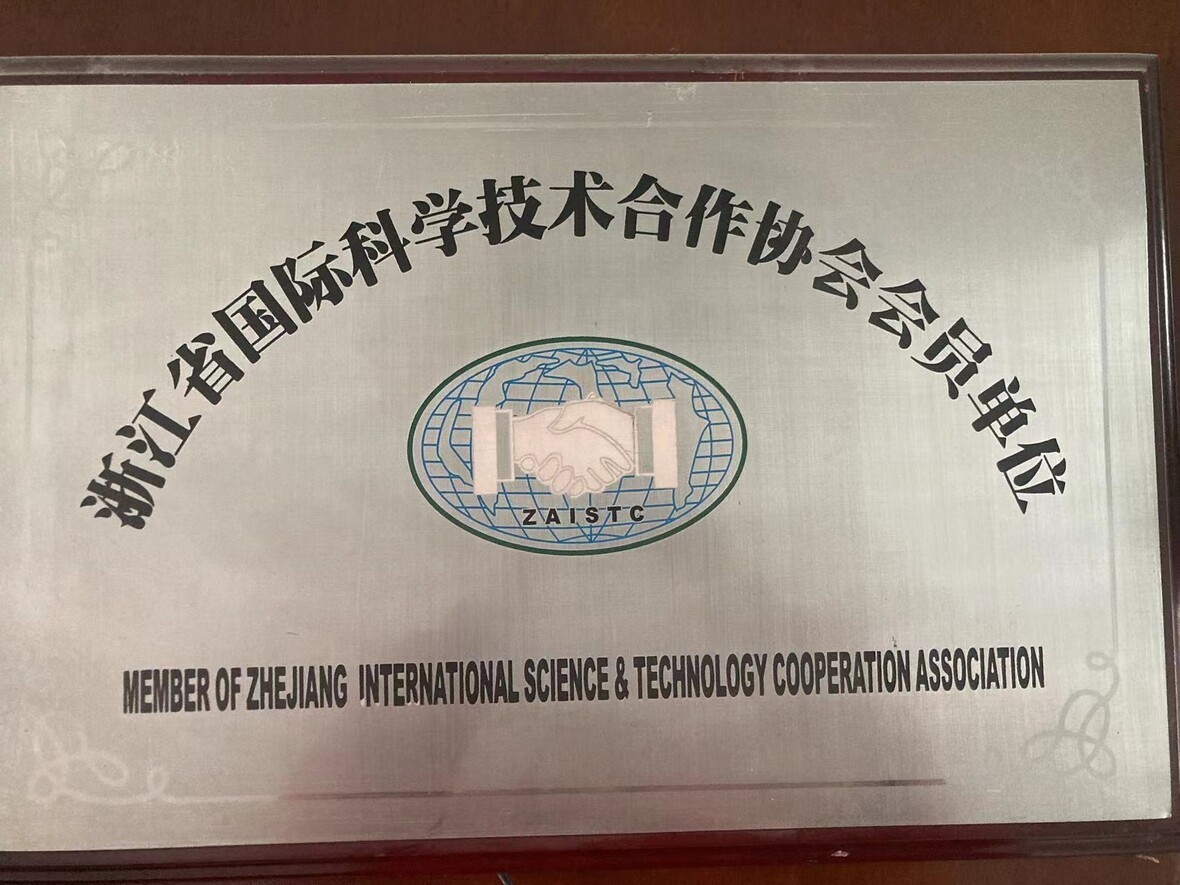 浙江省国际科学技术合作协会会员单位
ZAISTC
MEMBER OF ZHEJIANG INTERNATIONAL SCIENCE & TECHNOLOGY COOPERATION ASSOCIATION